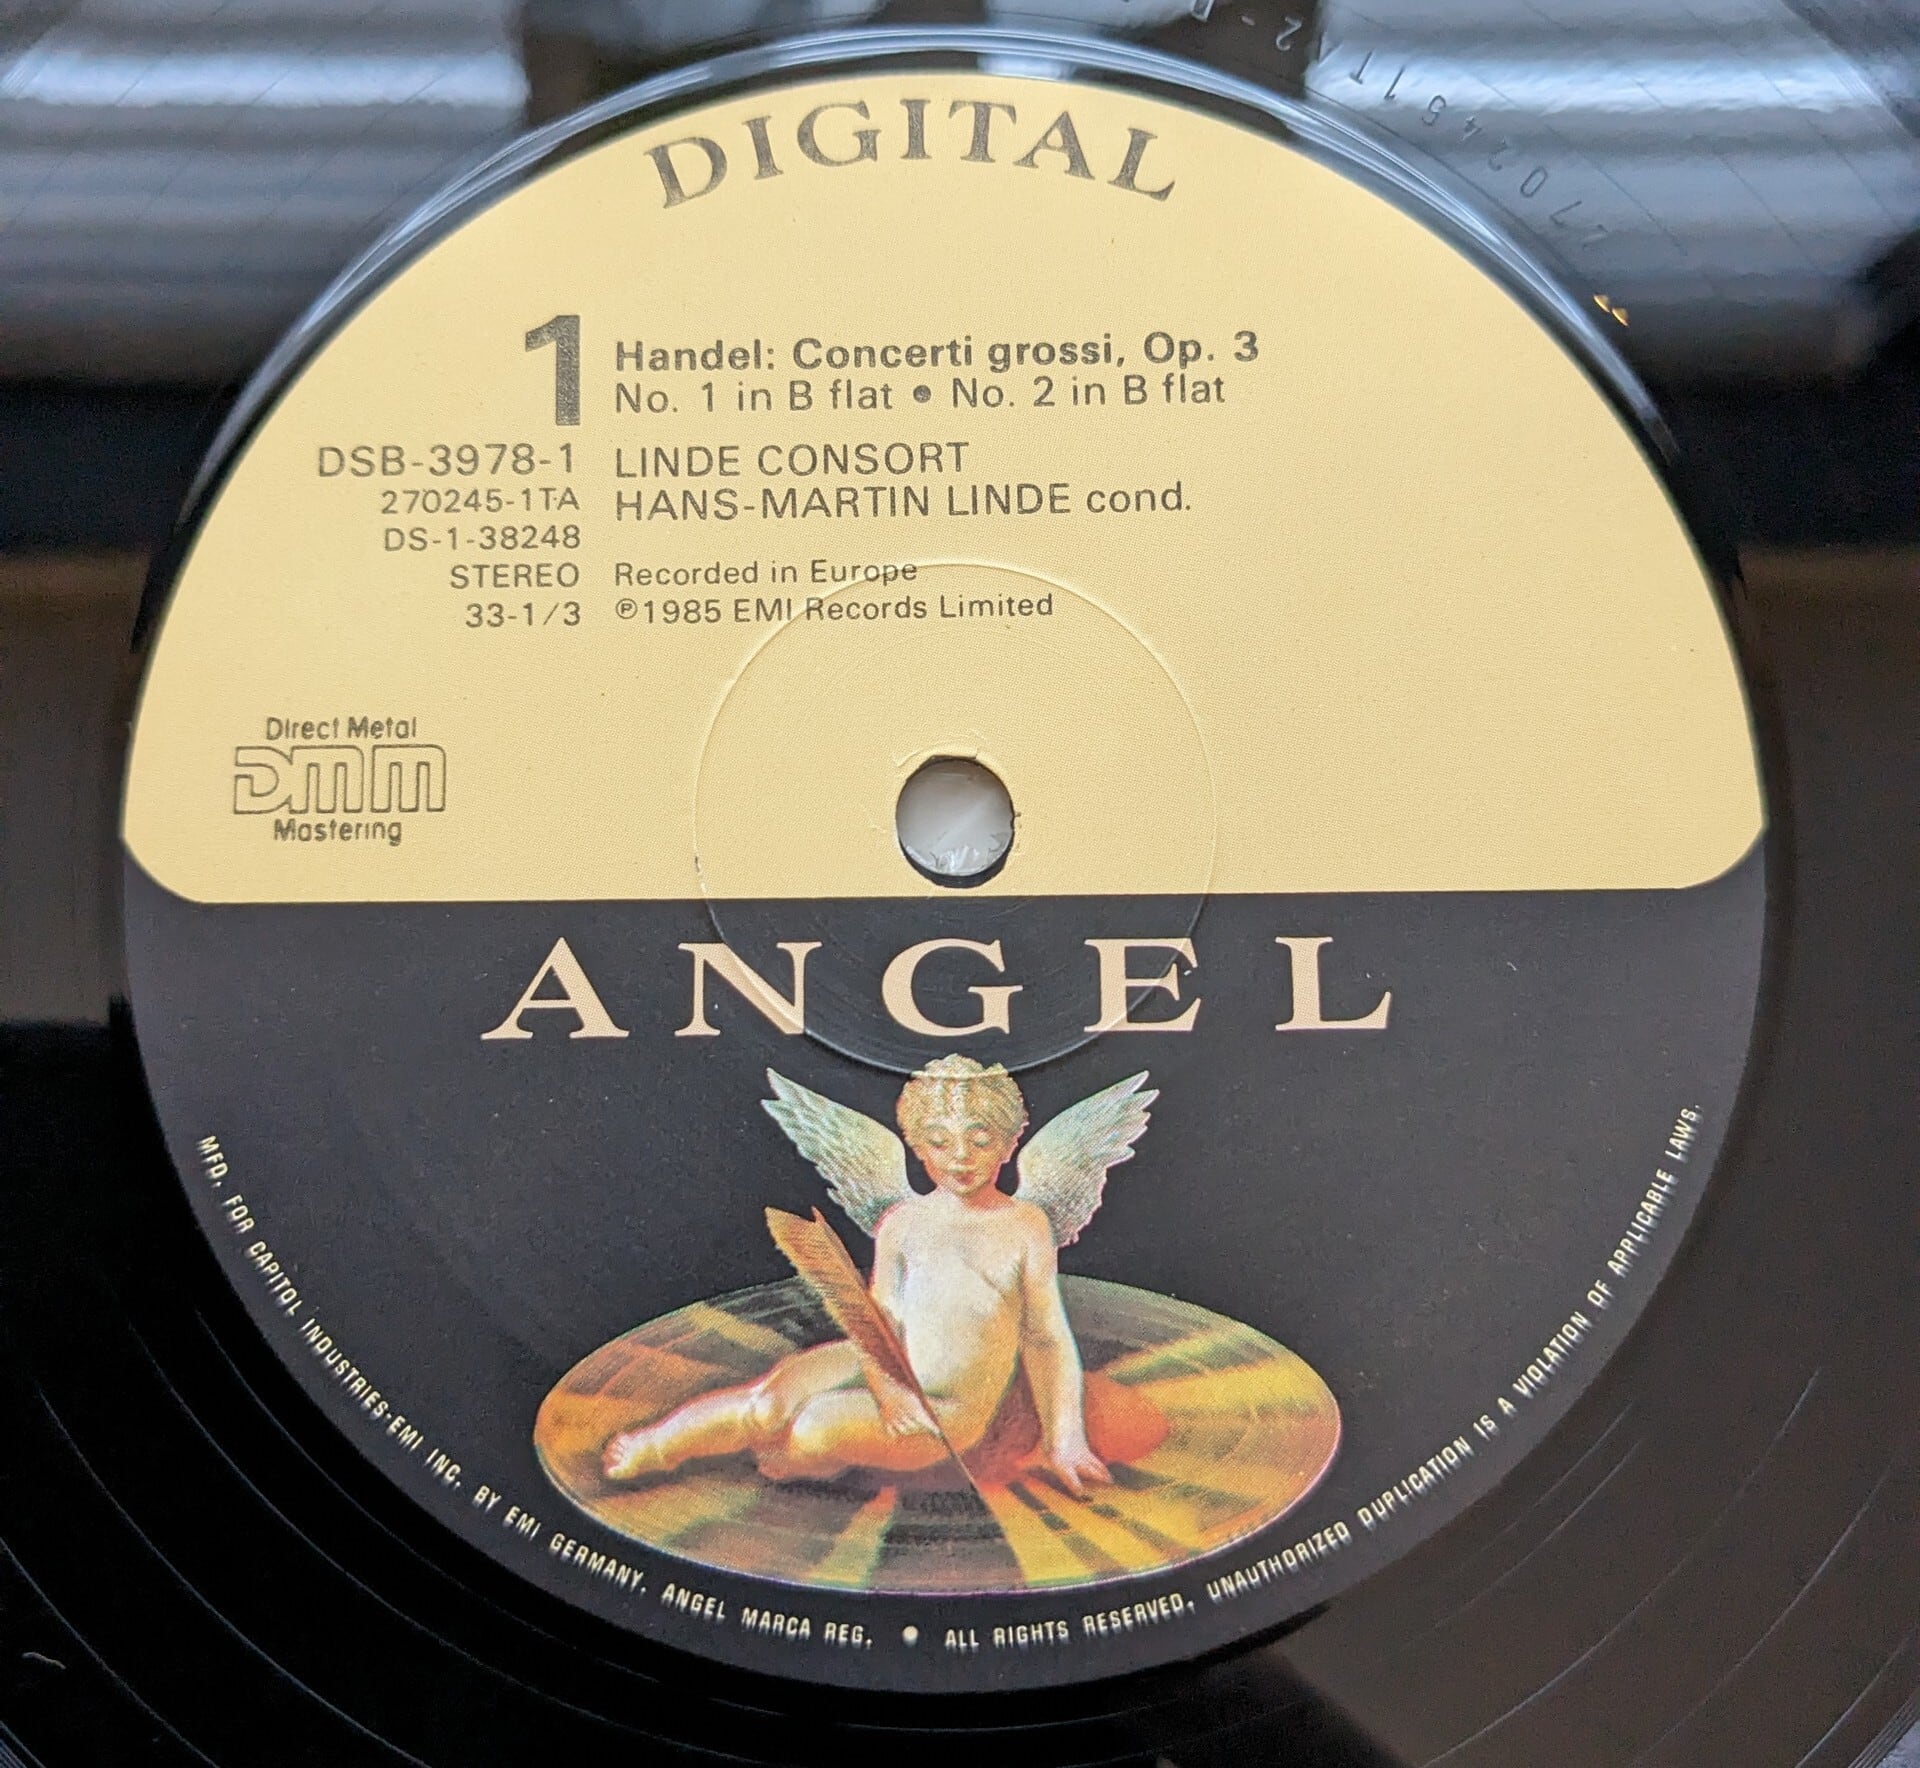 DIGITAL
1
Handel: Concerti grossi, Op. 3
No. 1 in B flat • No. 2 in B flat
DSB-3978-1 LINDE CONSORT
270245-1TA HANS-MARTIN LINDE cond.
DS-1-38248
STEREO Recorded in Europe
33-1/3 ℗1985 EMI Records Limited
Direct Metal
DMM
Mastering
ANGEL
MFD. FOR CAPITOL INDUSTRIES-EMI INC. BY EMI GERMANY. ANGEL MARCA REG. • ALL RIGHTS RESERVED. UNAUTHORIZED DUPLICATION IS A VIOLATION OF APPLICABLE LAWS.